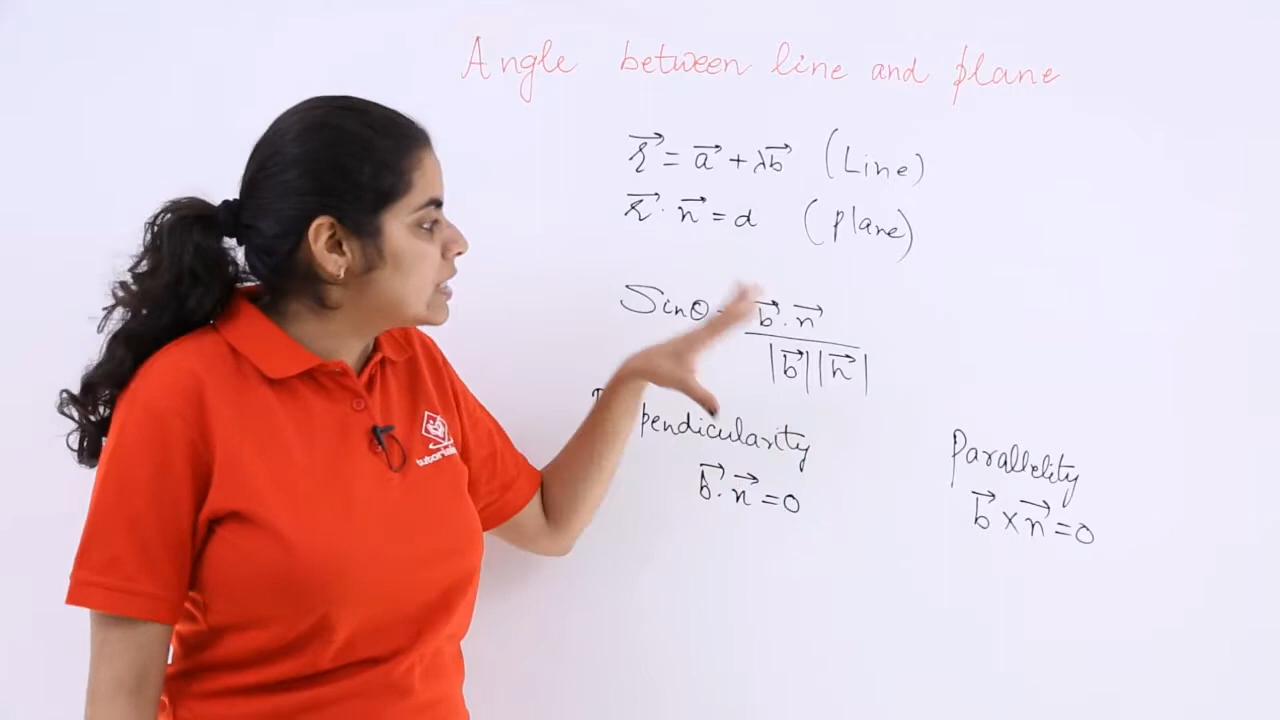 Angle between line and plane
r⃗ = a⃗ + λb⃗ (Line)
r⃗ . n⃗ = d (plane)
Sinθ = b⃗ . n⃗ / |b⃗| |n⃗|
pendicularity
b⃗ . n⃗ = 0
Parallelity
b⃗ × n⃗ = 0